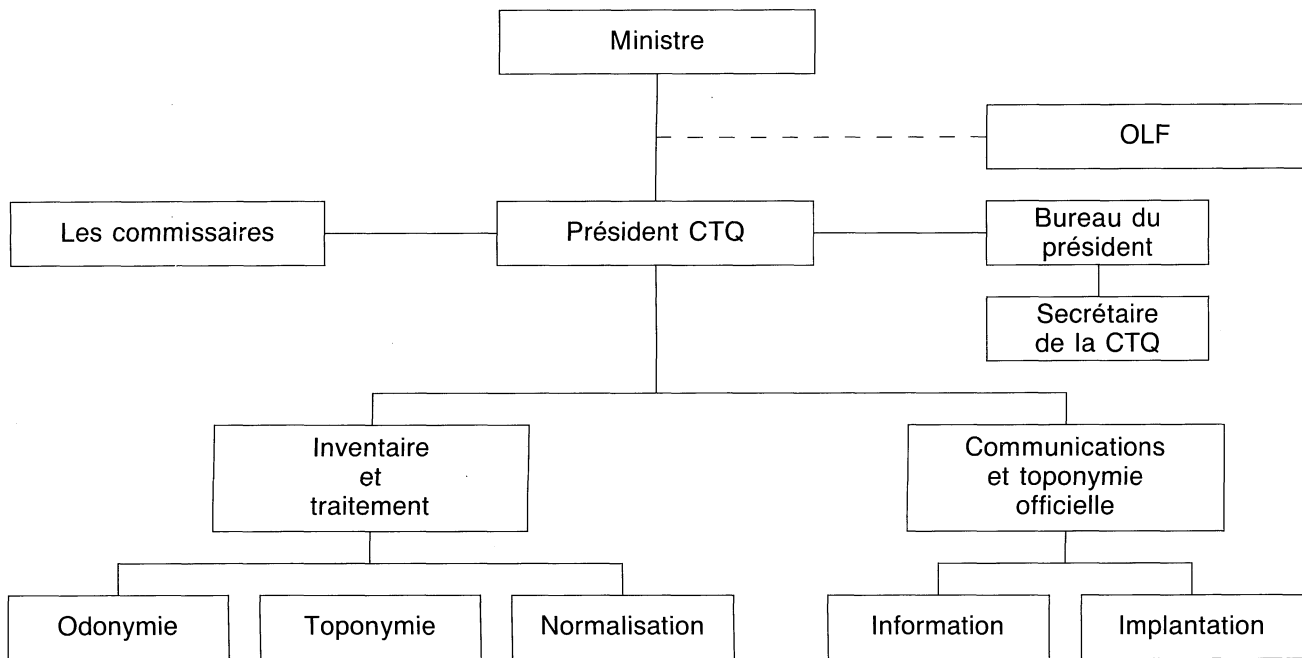 Ministre
OLF
Les commissaires
Président CTQ
Bureau du
président
Secrétaire
de la CTQ
Inventaire
et
traitement
Communications
et toponymie
officielle
Odonymie
Toponymie
Normalisation
Information
Implantation